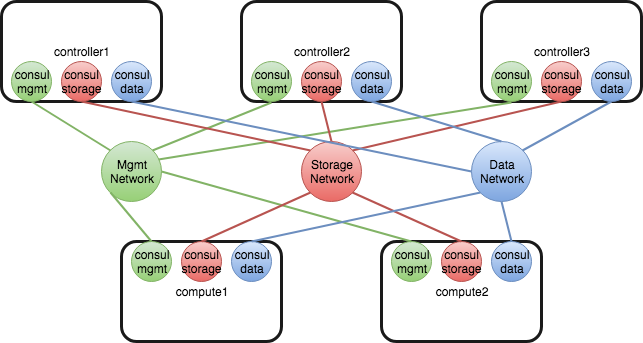 controller1
consul
mgmt
consul
storage
consul
data
controller2
consul
mgmt
consul
storage
consul
data
controller3
consul
mgmt
consul
storage
consul
data
Mgmt
Network
Storage
Network
Data
Network
consul
mgmt
consul
storage
consul
data
compute1
consul
mgmt
consul
storage
consul
data
compute2